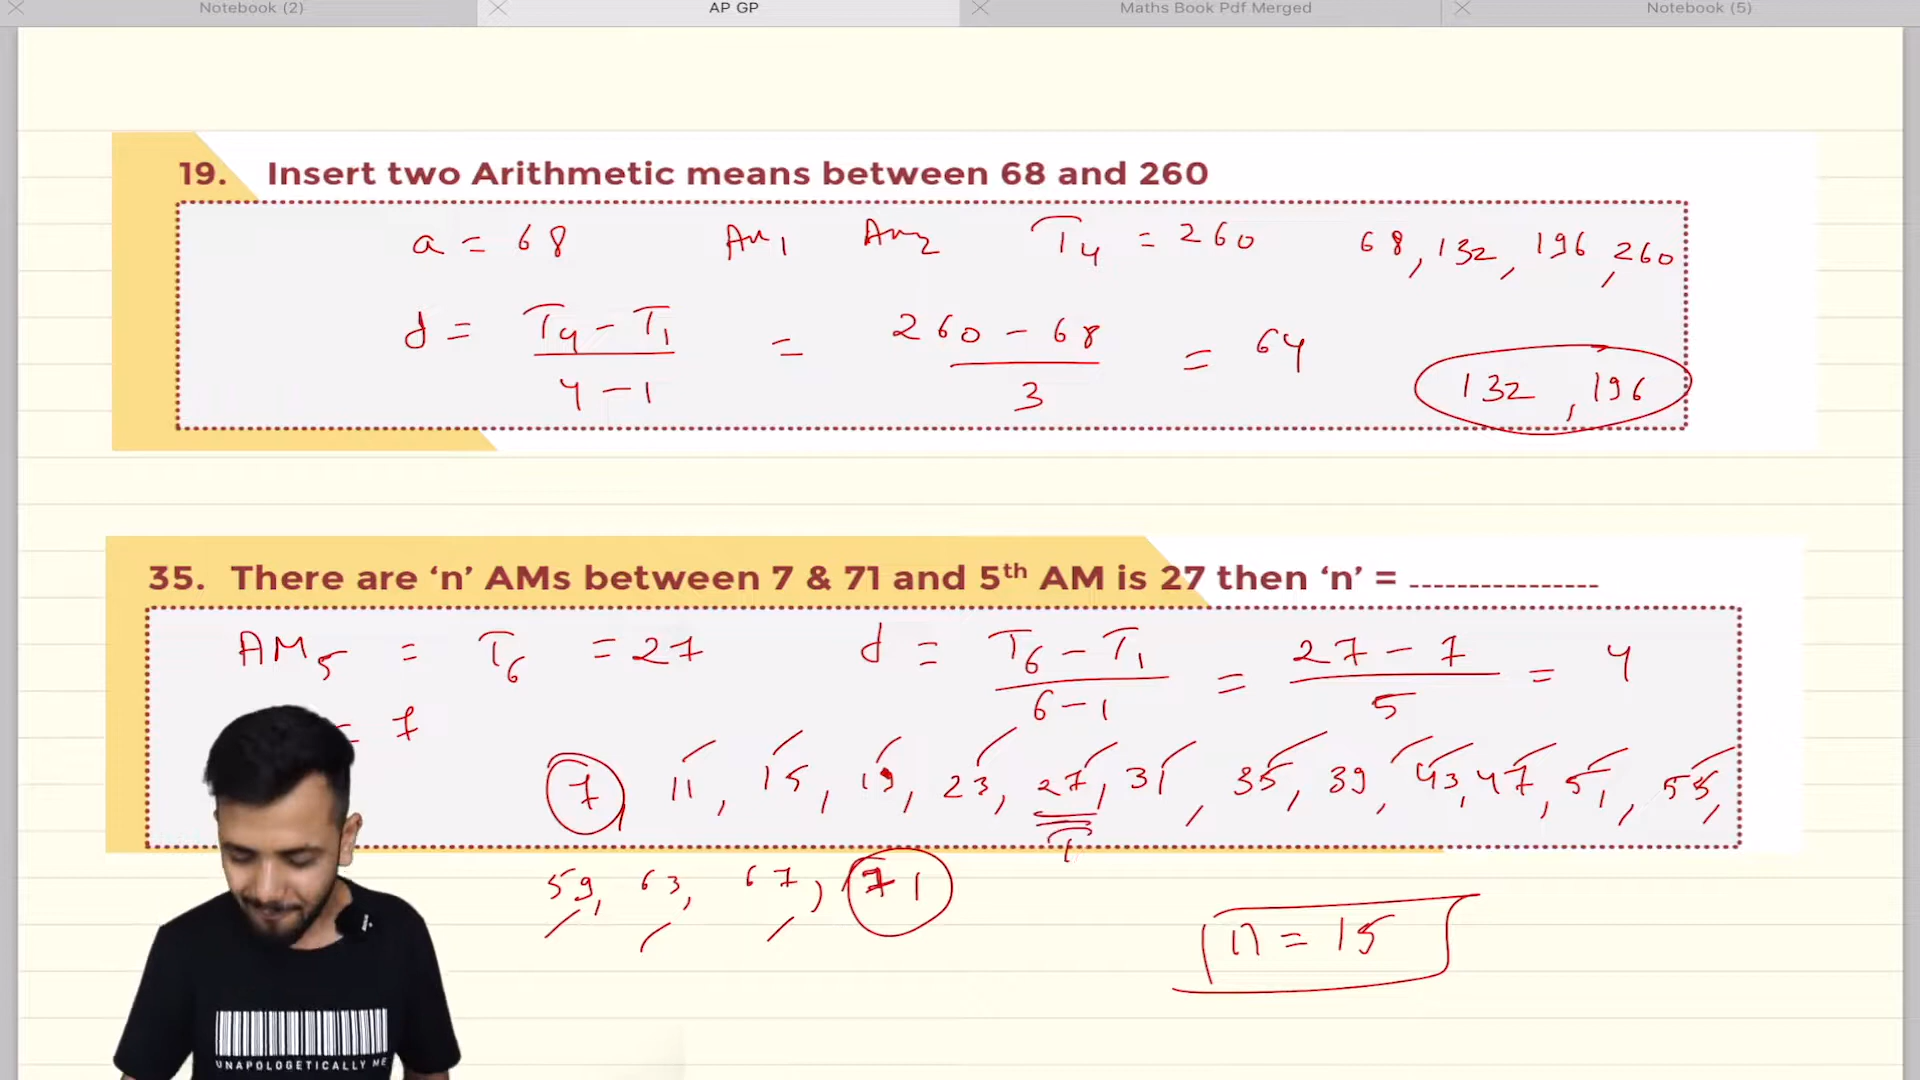 Notebook (2)
AP GP
Maths Book Pdf Merged
Notebook (5)
19. Insert two Arithmetic means between 68 and 260
a = 68 AM1 AM2 T4 = 260 68, 132, 196, 260
d = T4 - T1 / 4 - 1 = 260 - 68 / 3 = 64
132, 196
35. There are ‘n’ AMs between 7 & 71 and 5th AM is 27 then ‘n’ = ................
AM5 = T6 = 27 d = T6 - T1 / 6 - 1 = 27 - 7 / 5 = 4
= 7
7, 11, 15, 19, 23, 27, 31, 35, 39, 43, 47, 51, 55,
59, 63, 67, 71
n = 15
UNAPOLOGETICALLY ME